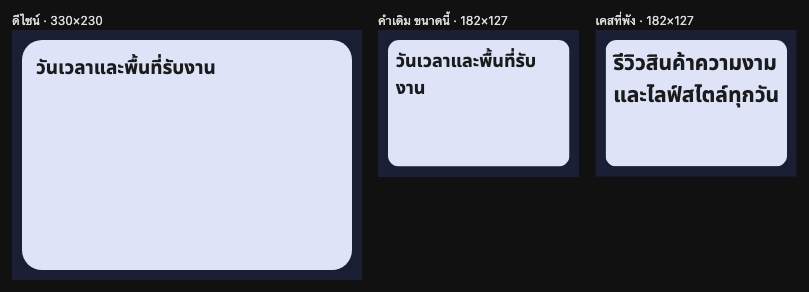 ดีไซน์ · 330×230
วันเวลาและพื้นที่รับงาน
คำเดิม ขนาดนี้ · 182×127
วันเวลาและพื้นที่รับ
งาน
เคสที่พัง · 182×127
รีวิวสินค้าความงาม
และไลฟ์สไตล์ทุกวัน